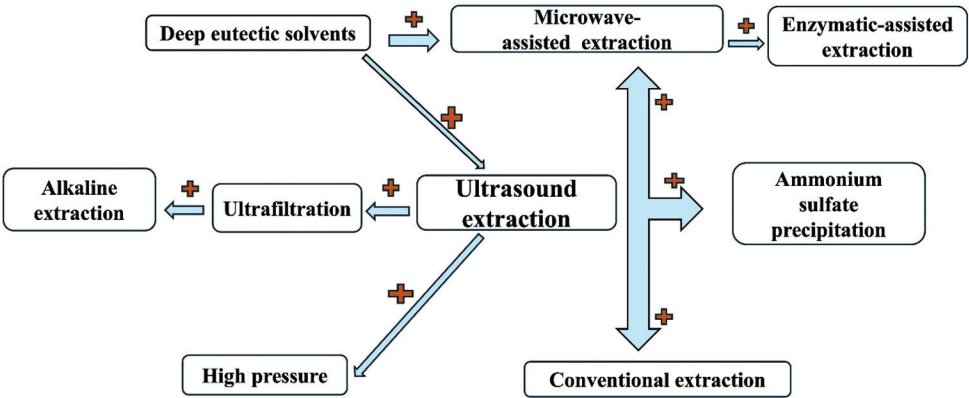 Deep eutectic solvents
Microwave-
assisted extraction
Enzymatic-assisted
extraction
Alkaline
extraction
Ultrafiltration
Ultrasound
extraction
Ammonium
sulfate
precipitation
High pressure
Conventional extraction